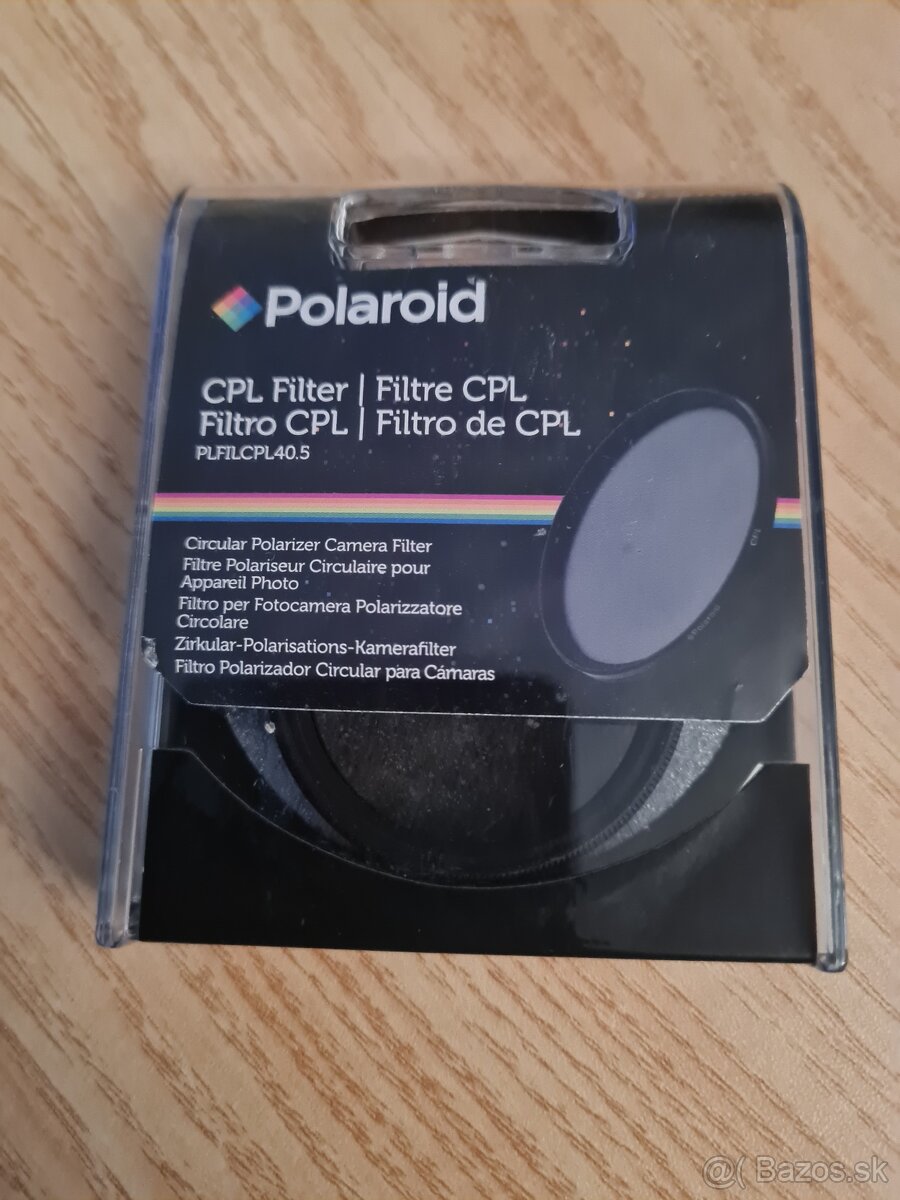 Polaroid
CPL Filter | Filtre CPL
Filtro CPL | Filtro de CPL
PLFILCPL40.5
Circular Polarizer Camera Filter
Filtre Polariseur Circulaire pour
Appareil Photo
Filtro per Fotocamera Polarizzatore
Circolare
Zirkular-Polarisations-Kamerafilter
Filtro Polarizador Circular para Cámaras
Polaroid
@( Bazos.sk